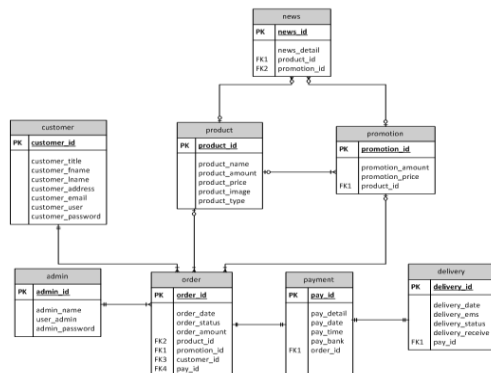 news
PK news_id
news_detail
FK1 product_id
FK2 promotion_id
customer
PK customer_id
customer_title
customer_fname
customer_lname
customer_address
customer_email
customer_user
customer_password
product
PK product_id
product_name
product_amount
product_price
product_image
product_type
promotion
PK promotion_id
promotion_amount
promotion_price
FK1 product_id
admin
PK admin_id
admin_name
user_admin
admin_password
order
PK order_id
order_date
order_status
order_amount
FK2 product_id
FK1 promotion_id
FK3 customer_id
FK4 pay_id
payment
PK pay_id
pay_detail
pay_date
pay_time
pay_bank
FK1 order_id
delivery
PK delivery_id
delivery_date
delivery_ems
delivery_status
delivery_receive
FK1 pay_id